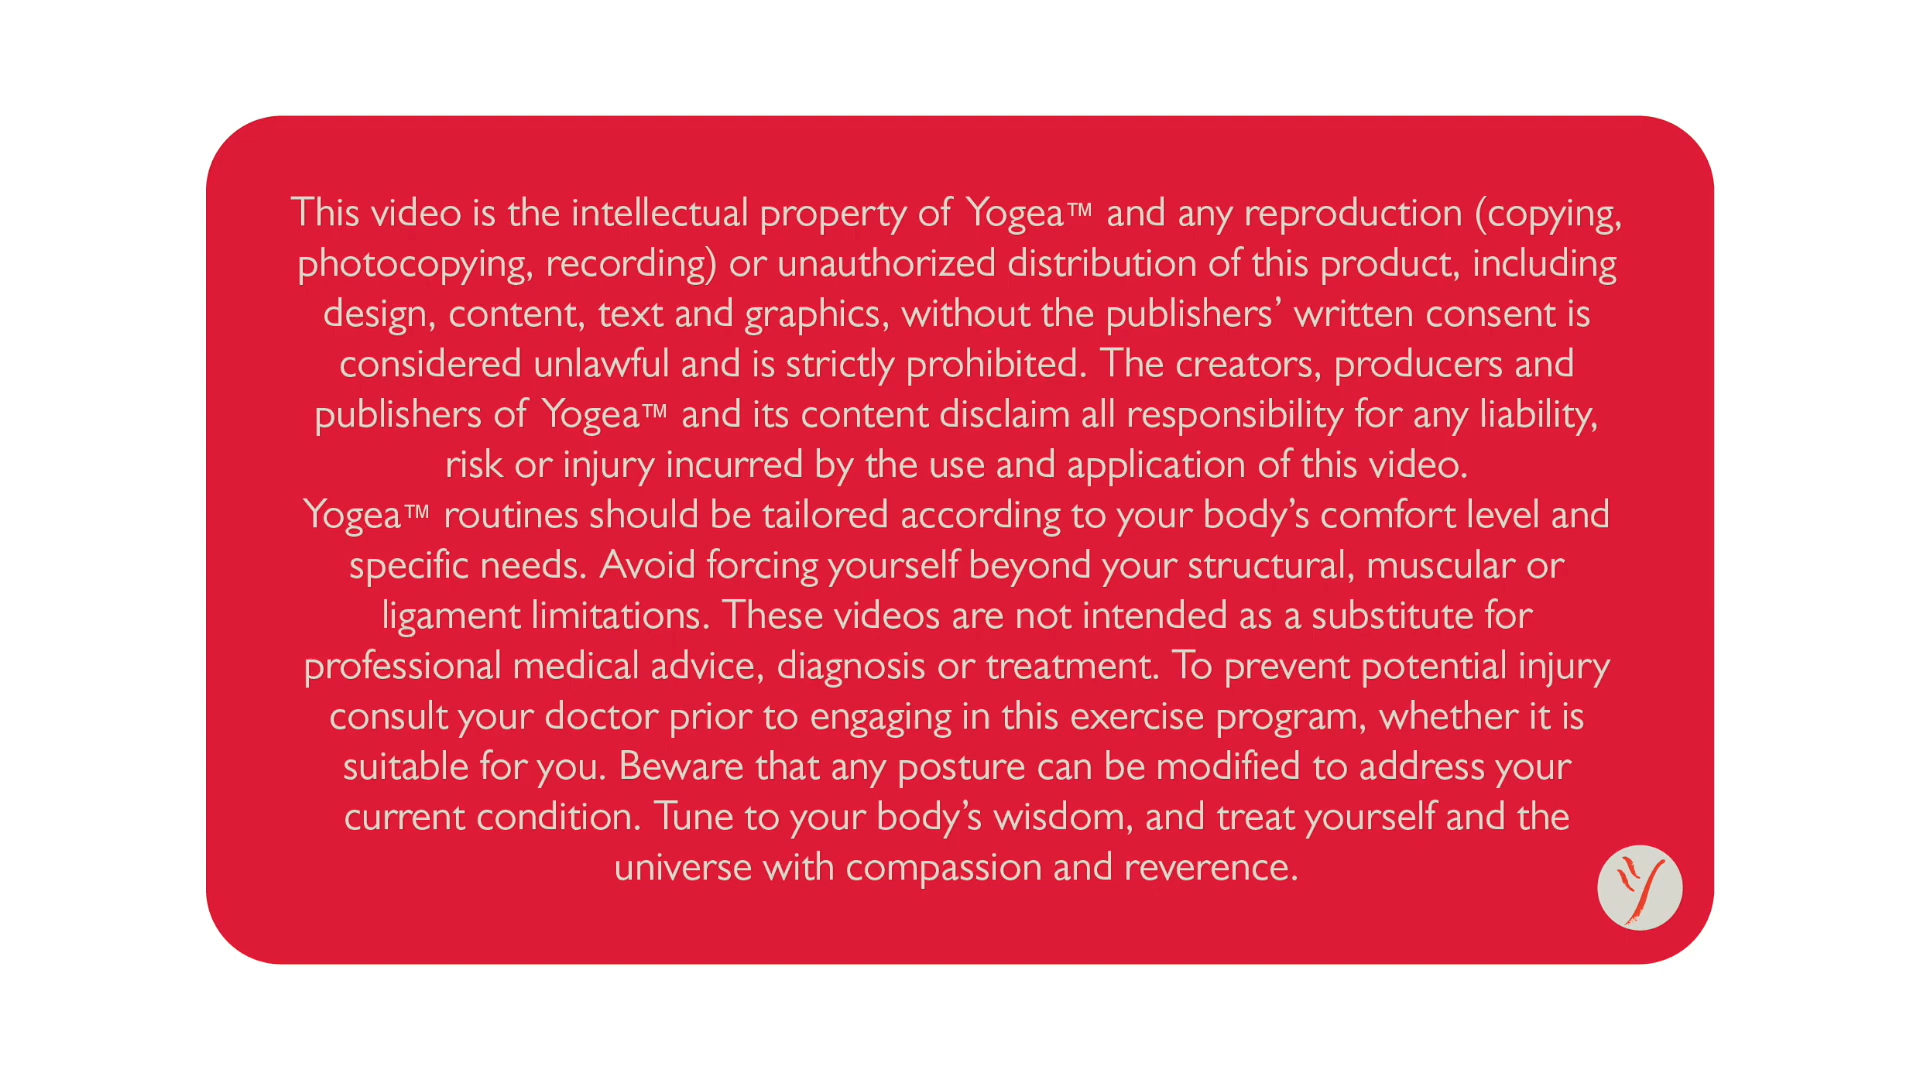 This video is the intellectual property of Yogea™ and any reproduction (copying,
photocopying, recording) or unauthorized distribution of this product, including
design, content, text and graphics, without the publishers’ written consent is
considered unlawful and is strictly prohibited. The creators, producers and
publishers of Yogea™ and its content disclaim all responsibility for any liability,
risk or injury incurred by the use and application of this video.
Yogea™ routines should be tailored according to your body’s comfort level and
specific needs. Avoid forcing yourself beyond your structural, muscular or
ligament limitations. These videos are not intended as a substitute for
professional medical advice, diagnosis or treatment. To prevent potential injury
consult your doctor prior to engaging in this exercise program, whether it is
suitable for you. Beware that any posture can be modified to address your
current condition. Tune to your body’s wisdom, and treat yourself and the
universe with compassion and reverence.
Y